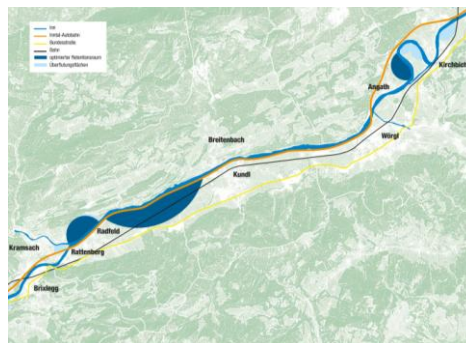 Inn
Inntal-Autobahn
Bundesstraße
Bahn
optimierter Retentionsraum
Überflutungsflächen
Kirchbichl
Angath
Wörgl
Breitenbach
Kundl
Radfeld
Kramsach
Rattenberg
Brixlegg